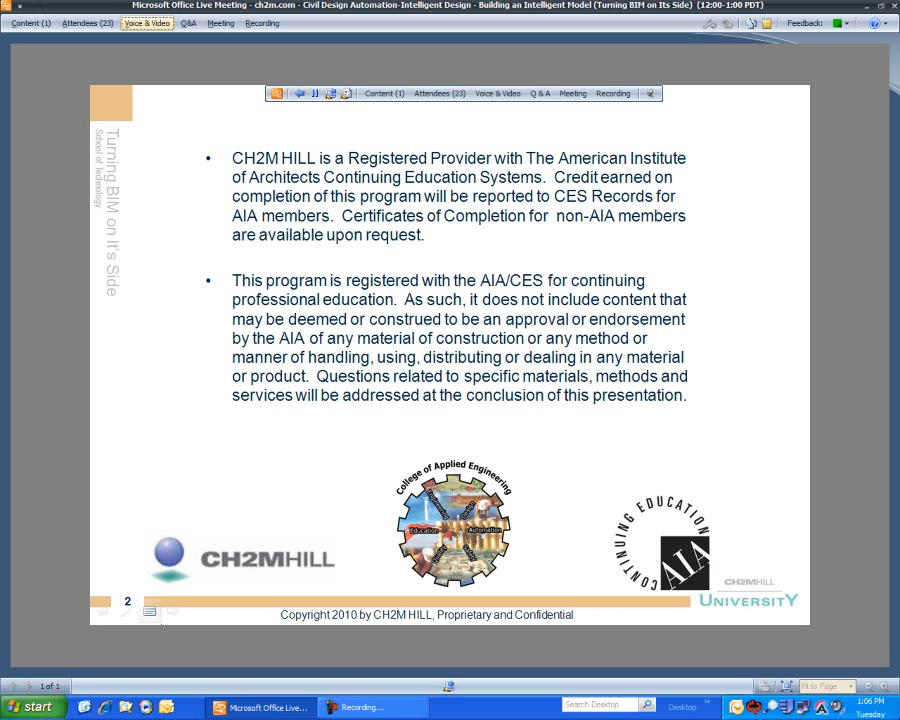 Microsoft Office Live Meeting - ch2m.com - Civil Design Automation-Intelligent Design - Building an Intelligent Model (Turning BIM on Its Side) (12:00-1:00 PDT)
Content (1) Attendees (23) Voice & Video Q&A Meeting Recording Feedback:
Content (1) Attendees (23) Voice & Video Q & A Meeting Recording
Turning BIM on It's Side
School of Technology
• CH2M HILL is a Registered Provider with The American Institute
of Architects Continuing Education Systems. Credit earned on
completion of this program will be reported to CES Records for
AIA members. Certificates of Completion for non-AIA members
are available upon request.
• This program is registered with the AIA/CES for continuing
professional education. As such, it does not include content that
may be deemed or construed to be an approval or endorsement
by the AIA of any material of construction or any method or
manner of handling, using, distributing or dealing in any material
or product. Questions related to specific materials, methods and
services will be addressed at the conclusion of this presentation.
College of Applied Engineering
Engineering
Design
Education
Automation
Quality
Safety
CH2MHILL
CONTINUING EDUCATION
AIA
CH2MHILL
UNIVERSITY
2
Copyright 2010 by CH2M HILL, Proprietary and Confidential
1 of 1 Fit to Page
start Microsoft Office Live... Recording... Search Desktop Desktop 1:06 PM
Tuesday